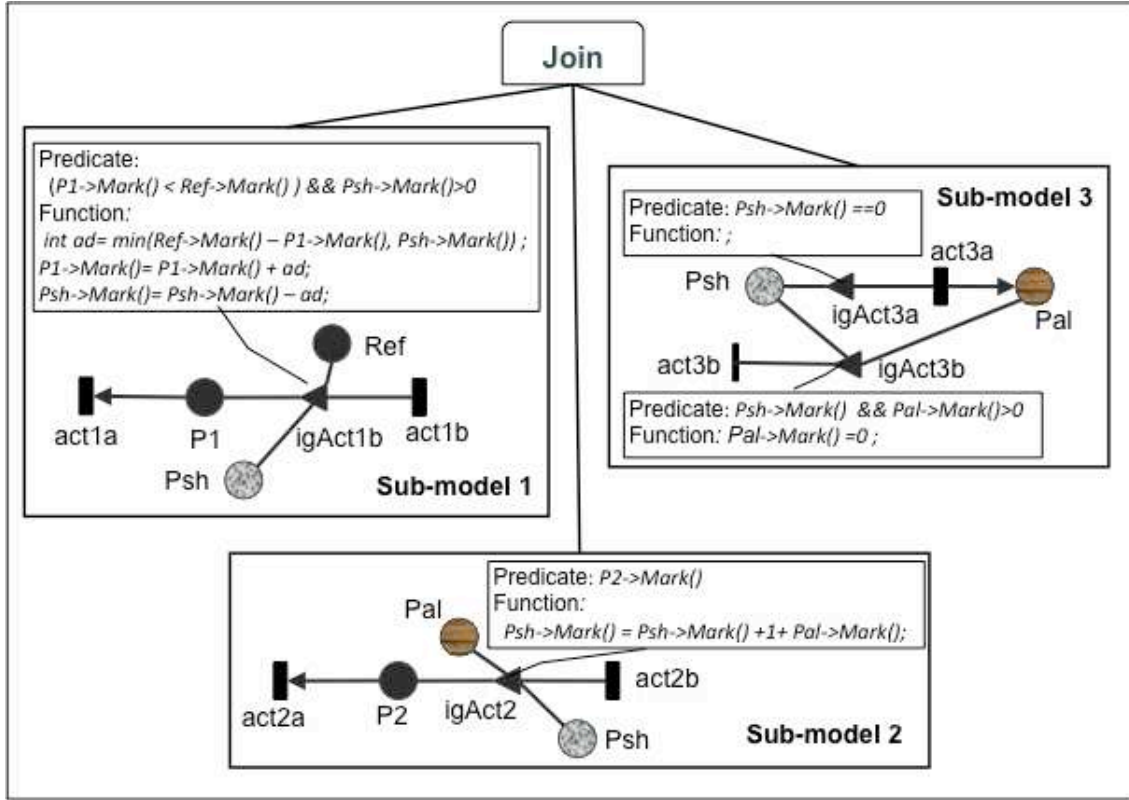 Join
Predicate:
(P1->Mark() < Ref->Mark() ) && Psh->Mark()>0
Function:
int ad= min(Ref->Mark() – P1->Mark(), Psh->Mark()) ;
P1->Mark()= P1->Mark() + ad;
Psh->Mark()= Psh->Mark() – ad;
Ref
act1a
P1
igAct1b
act1b
Psh
Sub-model 1
Sub-model 3
Predicate: Psh->Mark() ==0
Function: ;
act3a
Psh
igAct3a
Pal
act3b
igAct3b
Predicate: Psh->Mark() && Pal->Mark()>0
Function: Pal->Mark() =0 ;
Predicate: P2->Mark()
Function:
Psh->Mark() = Psh->Mark() +1+ Pal->Mark();
Pal
act2a
P2
igAct2
act2b
Psh
Sub-model 2